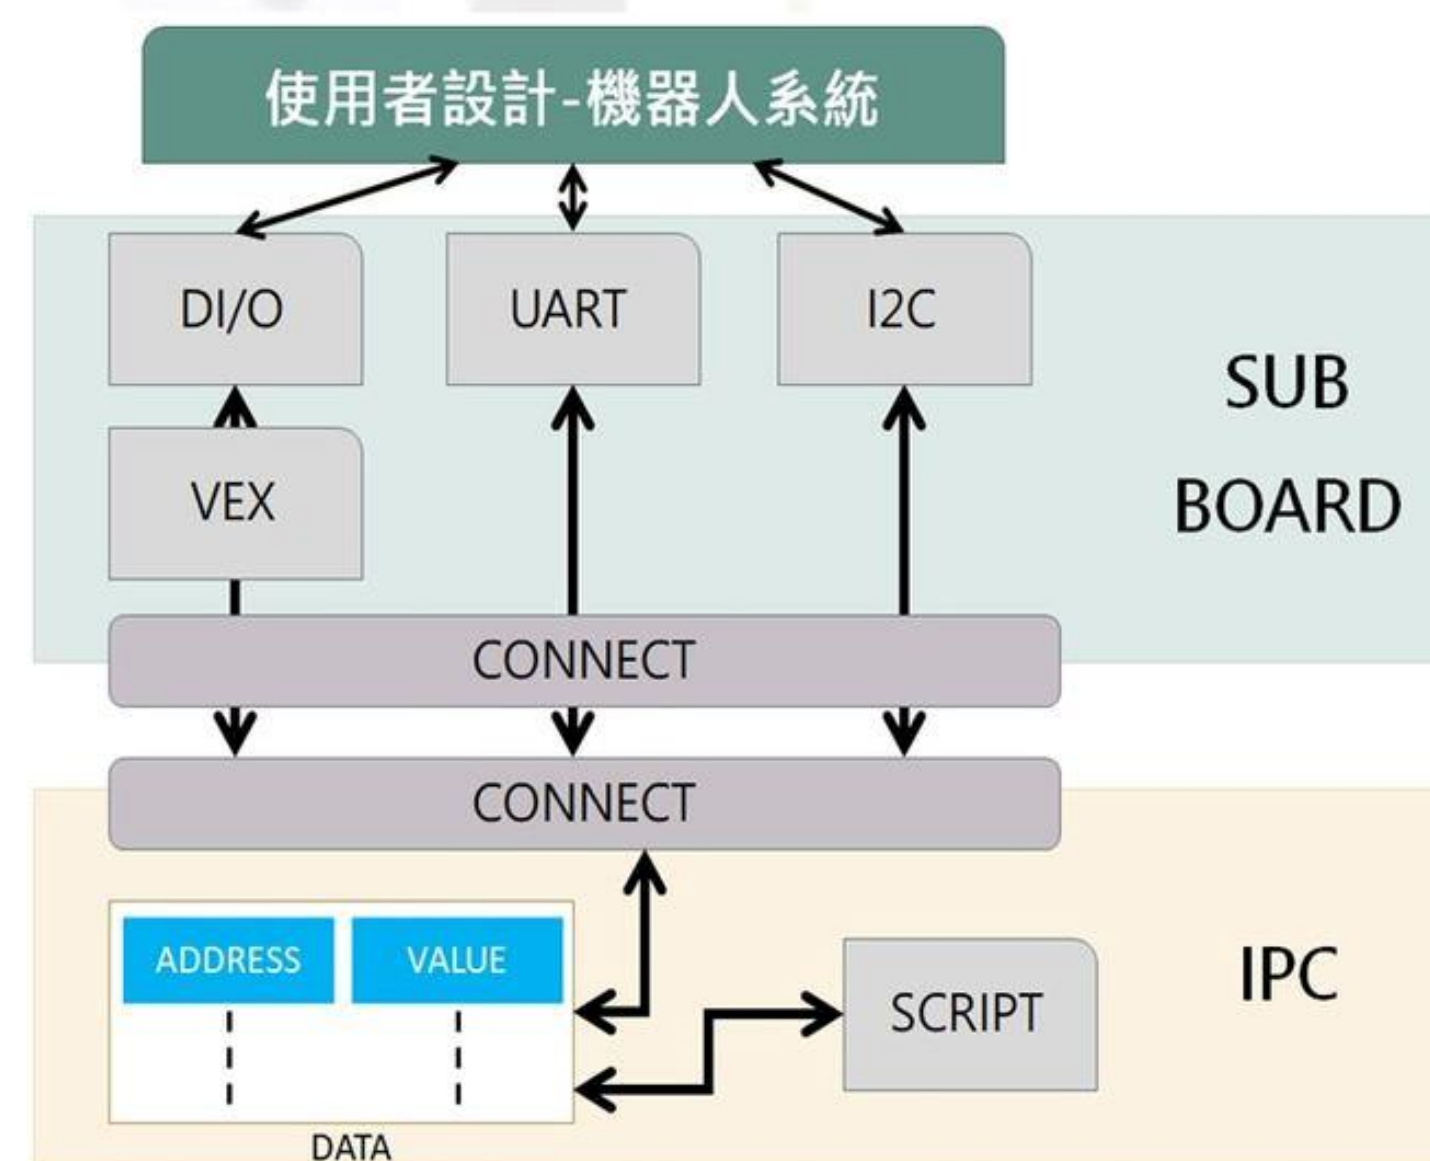 使用者設計-機器人系統
DI/O
UART
I2C
VEX
SUB
BOARD
CONNECT
CONNECT
ADDRESS
VALUE
SCRIPT
IPC
DATA